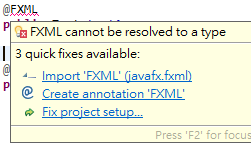 @FXML
FXML cannot be resolved to a type
3 quick fixes available:
Import 'FXML' (javafx.fxml)
Create annotation 'FXML'
Fix project setup...
Press 'F2' for focus